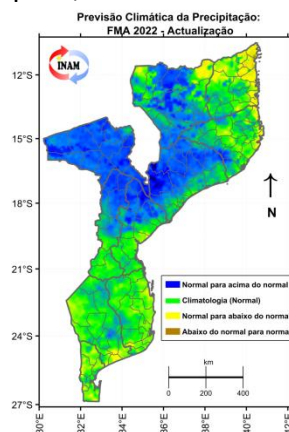 Previsão Climática da Precipitação:
FMA 2022 - Actualização
INAM
12°S
15°S
18°S
21°S
24°S
27°S
N
Normal para acima do normal
Climatologia (Normal)
Normal para abaixo do normal
Abaixo do normal para normal
km
0 200 400
30°E 32°E 34°E 36°E 38°E 40°E